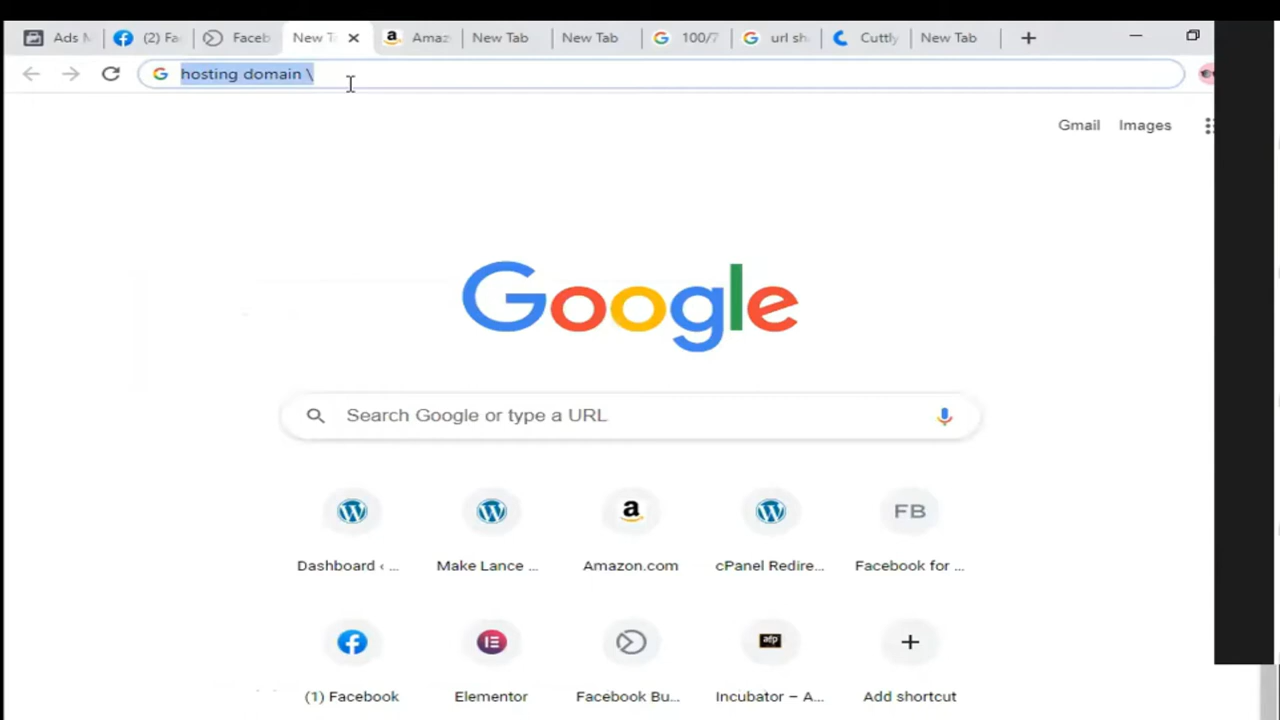 Ads M
(2) Fa
Faceb
New T
Amaz
New Tab
New Tab
100/7
url sh
Cuttly
New Tab
hosting domain \
Gmail
Images
Google
Search Google or type a URL
Dashboard ‹ ...
Make Lance ...
Amazon.com
cPanel Redire...
Facebook for ...
FB
(1) Facebook
Elementor
Facebook Bu...
afp
Incubator – A...
Add shortcut